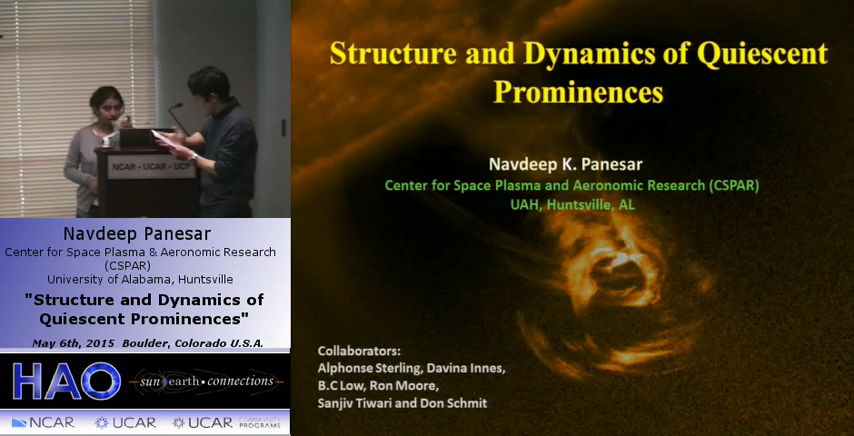 NCAR - UCAR - UCP
Navdeep Panesar
Center for Space Plasma & Aeronomic Research
(CSPAR)
University of Alabama, Huntsville
"Structure and Dynamics of
Quiescent Prominences"
May 6th, 2015 Boulder, Colorado U.S.A.
HAO
sun earth • connections
NCAR
UCAR
UCAR
COMMUNITY
PROGRAMS
Structure and Dynamics of Quiescent
Prominences
Navdeep K. Panesar
Center for Space Plasma and Aeronomic Research (CSPAR)
UAH, Huntsville, AL
Collaborators:
Alphonse Sterling, Davina Innes,
B.C Low, Ron Moore,
Sanjiv Tiwari and Don Schmit